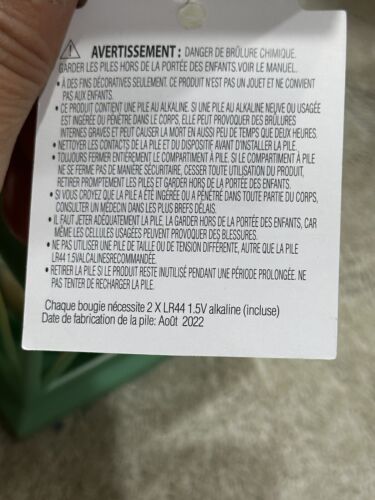 AVERTISSEMENT : DANGER DE BRÛLURE CHIMIQUE.
GARDER LES PILES HORS DE LA PORTÉE DES ENFANTS.VOIR LE MANUEL.
• À DES FINS DÉCORATIVES SEULEMENT. CE PRODUIT N'EST PAS UN JOUET ET NE CONVIENT
PAS AUX ENFANTS.
• CE PRODUIT CONTIENT UNE PILE AU ALKALINE. SI UNE PILE AU ALKALINE NEUVE OU USAGÉE
EST INGÉRÉE OU PÉNÈTRE DANS LE CORPS, ELLE PEUT PROVOQUER DES BRÛLURES
INTERNES GRAVES ET PEUT CAUSER LA MORT EN AUSSI PEU DE TEMPS QUE DEUX HEURES.
• NETTOYER LES CONTACTS DE LA PILE ET DU DISPOSITIF AVANT D'INSTALLER LA PILE.
• TOUJOURS FERMER ENTIÈREMENT LE COMPARTIMENT À PILE. SI LE COMPARTIMENT À PILE
NE SE FERME PAS DE MANIÈRE SÉCURITAIRE, CESSER TOUTE UTILISATION DU PRODUIT,
RETIRER PROMPTEMENT LES PILES ET GARDER HORS DE LA PORTÉE DES ENFANTS.
• SI VOUS CROYEZ QUE LA PILE A ÉTÉ INGÉRÉE OU A PÉNÉTRÉ DANS TOUTE PARTIE DU CORPS,
CONSULTER UN MÉDECIN DANS LES PLUS BREFS DÉLAIS.
• IL FAUT JETER ADÉQUATEMENT LA PILE, LA GARDER HORS DE LA PORTÉE DES ENFANTS, CAR
MÊME LES CELLULES USAGÉES PEUVENT PROVOQUER DES BLESSURES.
• NE PAS UTILISER UNE PILE DE TAILLE OU DE TENSION DIFFÉRENTE, AUTRE QUE LA PILE
LR44 1.5VALCALINESRECOMMANDÉE.
• RETIRER LA PILE SI LE PRODUIT RESTE INUTILISÉ PENDANT UNE PÉRIODE PROLONGÉE. NE
PAS TENTER DE RECHARGER LA PILE.
Chaque bougie nécessite 2 X LR44 1.5V alkaline (incluse)
Date de fabrication de la pile: Août 2022